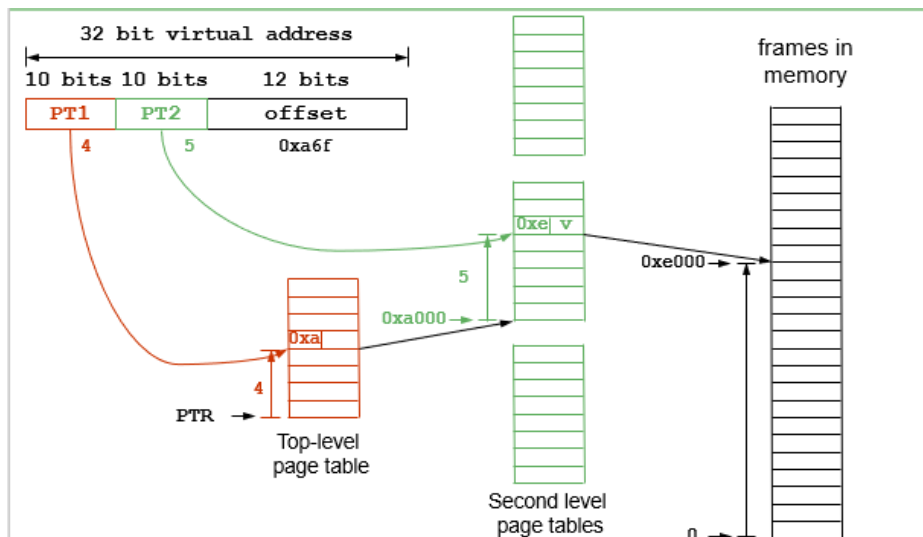 32 bit virtual address
10 bits 10 bits 12 bits
PT1 PT2 offset
4 5 0xa6f
frames in
memory
0xe v
0xe000
5
0xa000
0xa
4
PTR
Top-level
page table
Second level
page tables
0